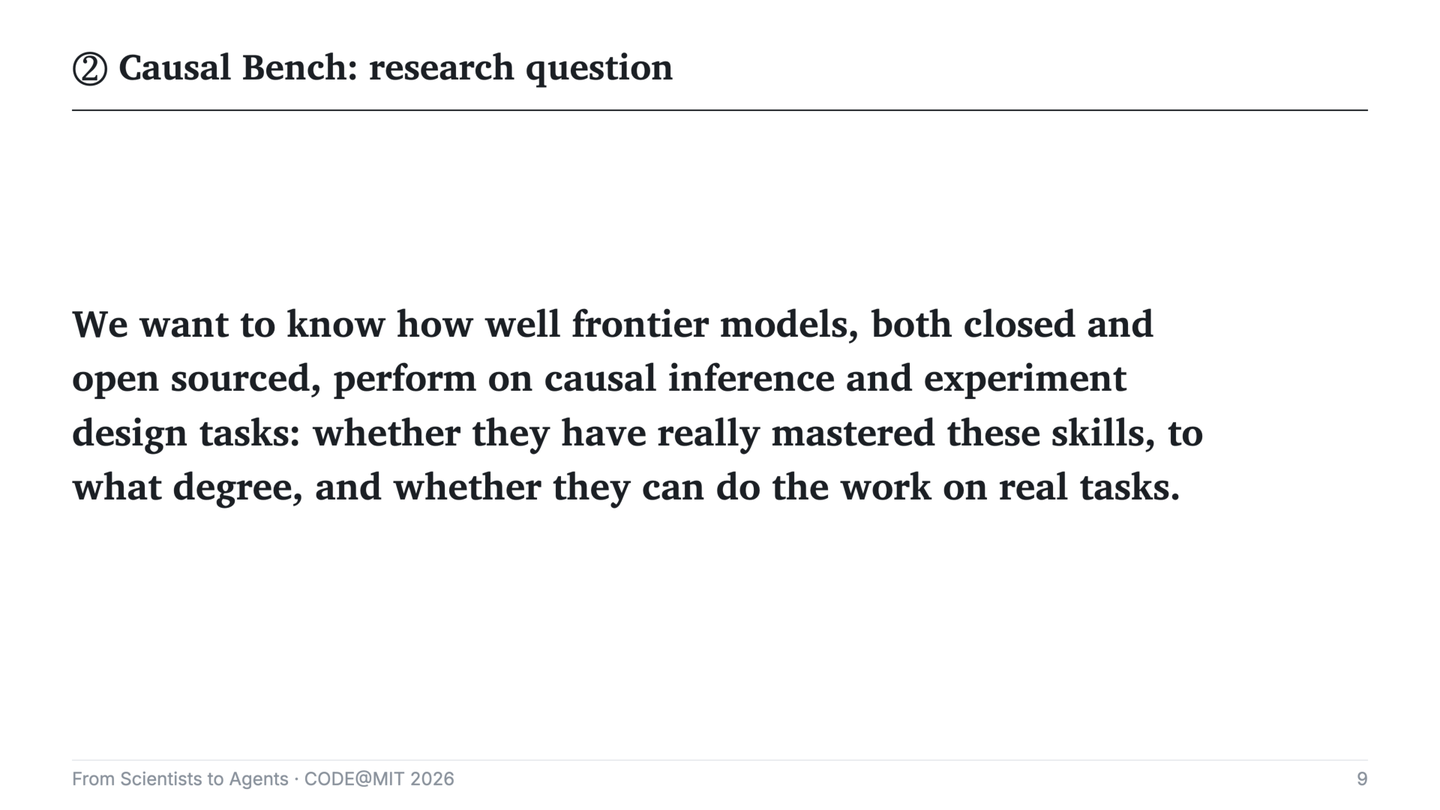 ② Causal Bench: research question
We want to know how well frontier models, both closed and
open sourced, perform on causal inference and experiment
design tasks: whether they have really mastered these skills, to
what degree, and whether they can do the work on real tasks.
From Scientists to Agents · CODE@MIT 2026
9